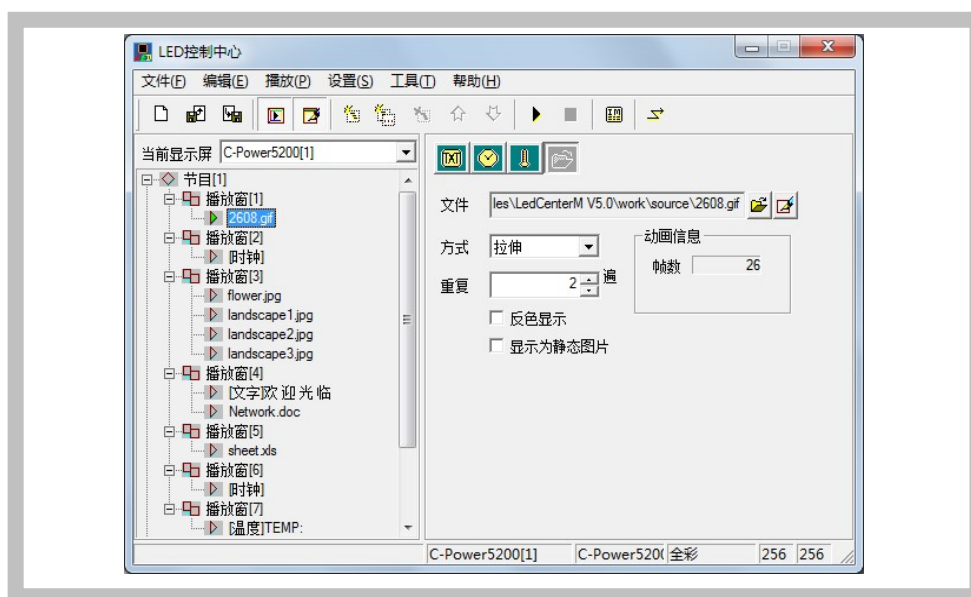 LED控制中心
文件(F) 编辑(E) 播放(P) 设置(S) 工具(T) 帮助(H)
当前显示屏 C-Power5200[1]
节目[1]
播放窗[1]
2608.gif
播放窗[2]
[时钟]
播放窗[3]
flower.jpg
landscape1.jpg
landscape2.jpg
landscape3.jpg
播放窗[4]
[文字]欢 迎 光 临
Network.doc
播放窗[5]
sheet.xls
播放窗[6]
[时钟]
播放窗[7]
[温度]TEMP:
TXT
文件 les\LedCenterM V5.0\work\source\2608.gif
方式 拉伸
重复 2 遍
反色显示
显示为静态图片
动画信息
帧数 26
C-Power5200[1] C-Power520( 全彩 256 256